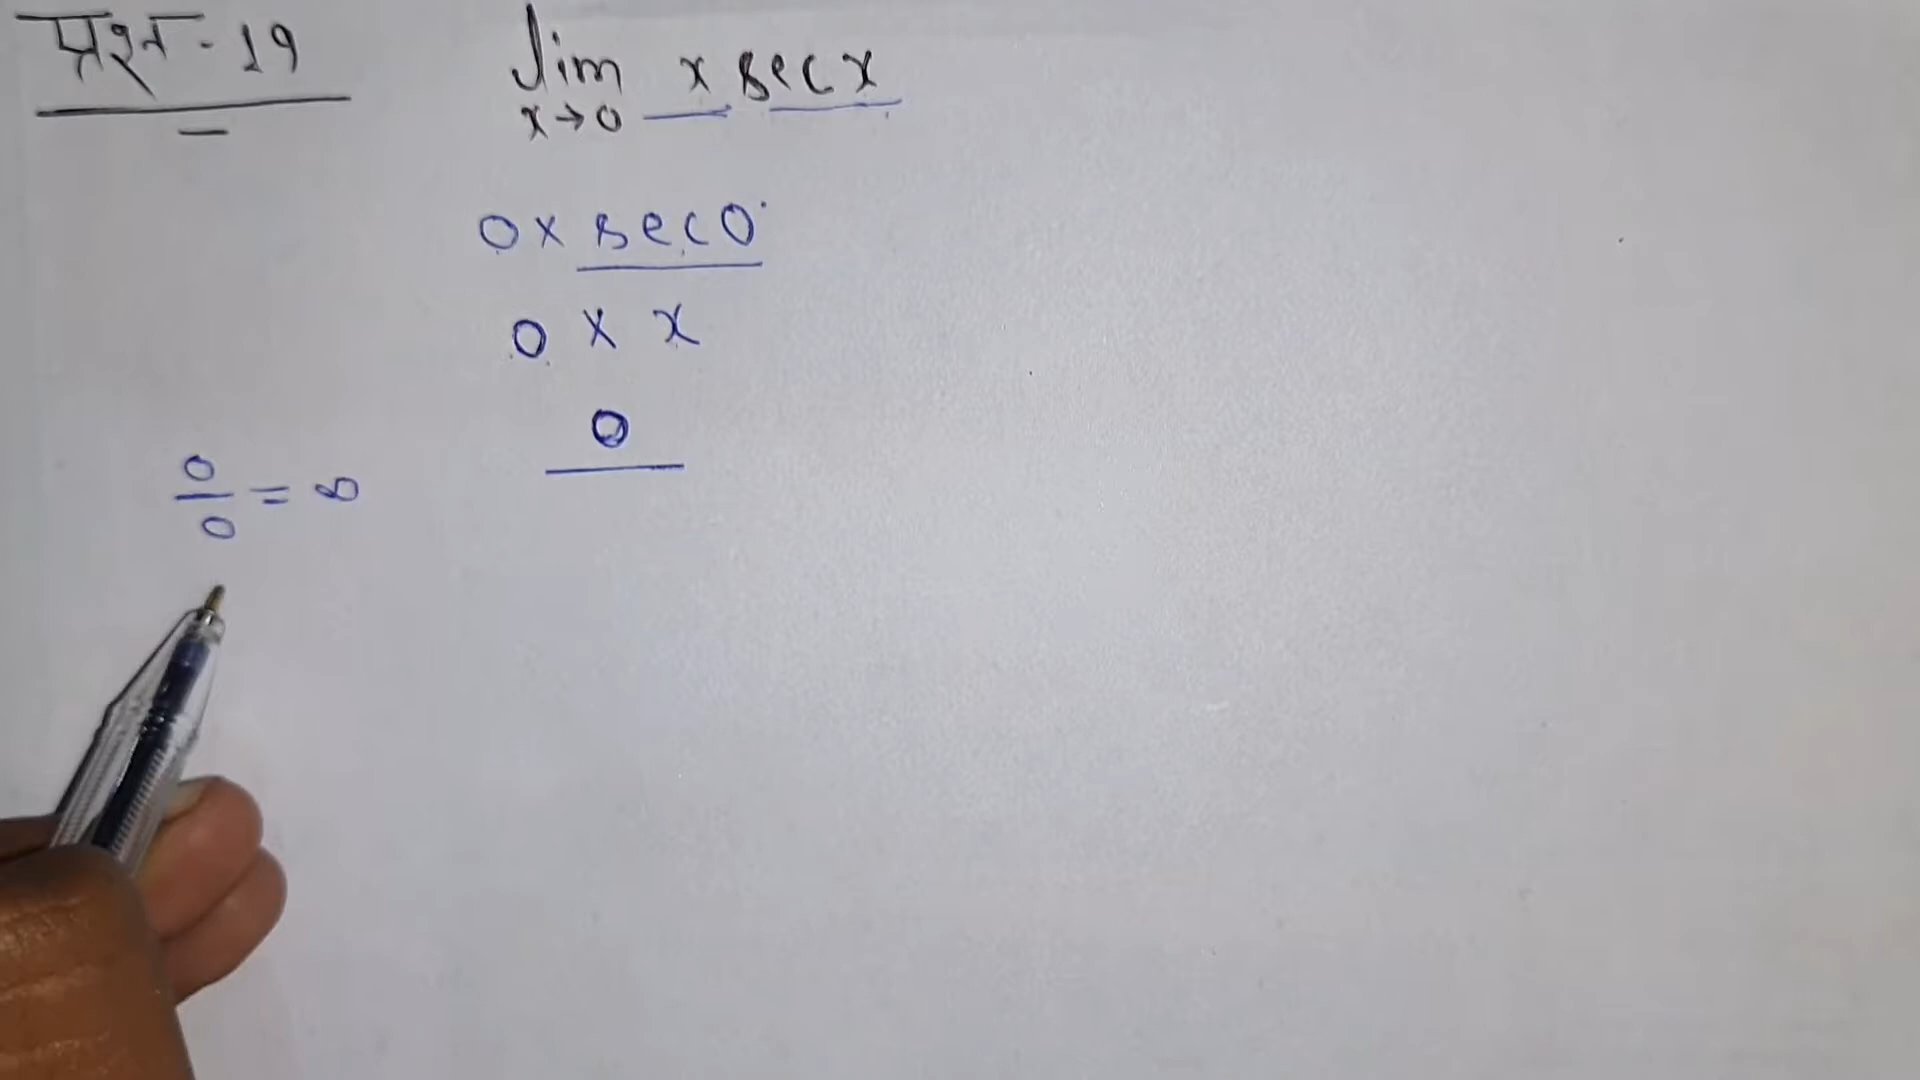 प्रश्न - 19
lim x sec x
x→0
0 x sec 0
0 x x
0
0/0 = ∞